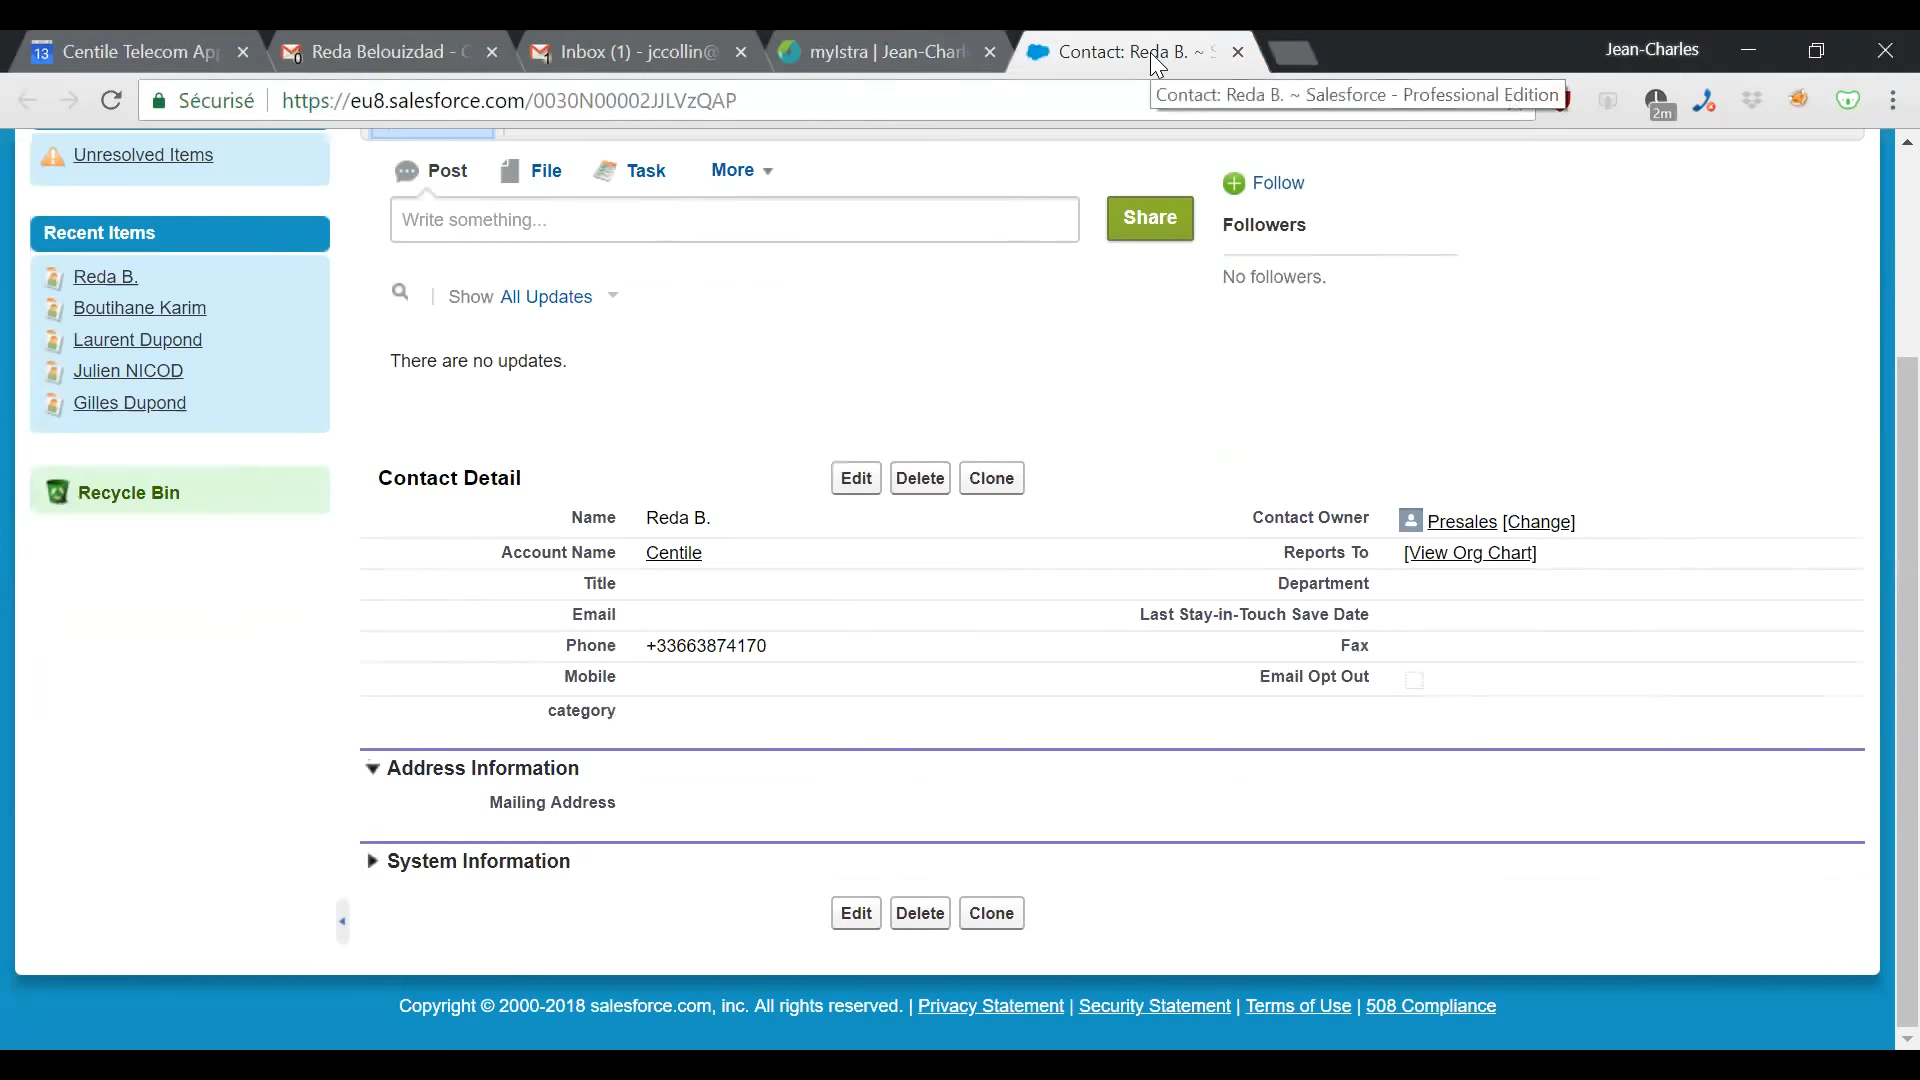 13 Centile Telecom Ap
Reda Belouizdad -
Inbox (1) - jccollin@
myIstra | Jean-Charl
Contact: Reda B. ~
Jean-Charles
Sécurisé
https://eu8.salesforce.com/0030N00002JJLVzQAP
Contact: Reda B. ~ Salesforce - Professional Edition
2m
Unresolved Items
Post
File
Task
More
Write something...
Share
Follow
Followers
No followers.
Recent Items
Reda B.
Boutihane Karim
Laurent Dupond
Julien NICOD
Gilles Dupond
Show All Updates
There are no updates.
Recycle Bin
Contact Detail
Edit
Delete
Clone
Name Reda B.
Contact Owner Presales [Change]
Account Name Centile
Reports To [View Org Chart]
Title
Department
Email
Last Stay-in-Touch Save Date
Phone +33663874170
Fax
Mobile
Email Opt Out
category
Address Information
Mailing Address
System Information
Edit
Delete
Clone
Copyright © 2000-2018 salesforce.com, inc. All rights reserved. | Privacy Statement | Security Statement | Terms of Use | 508 Compliance